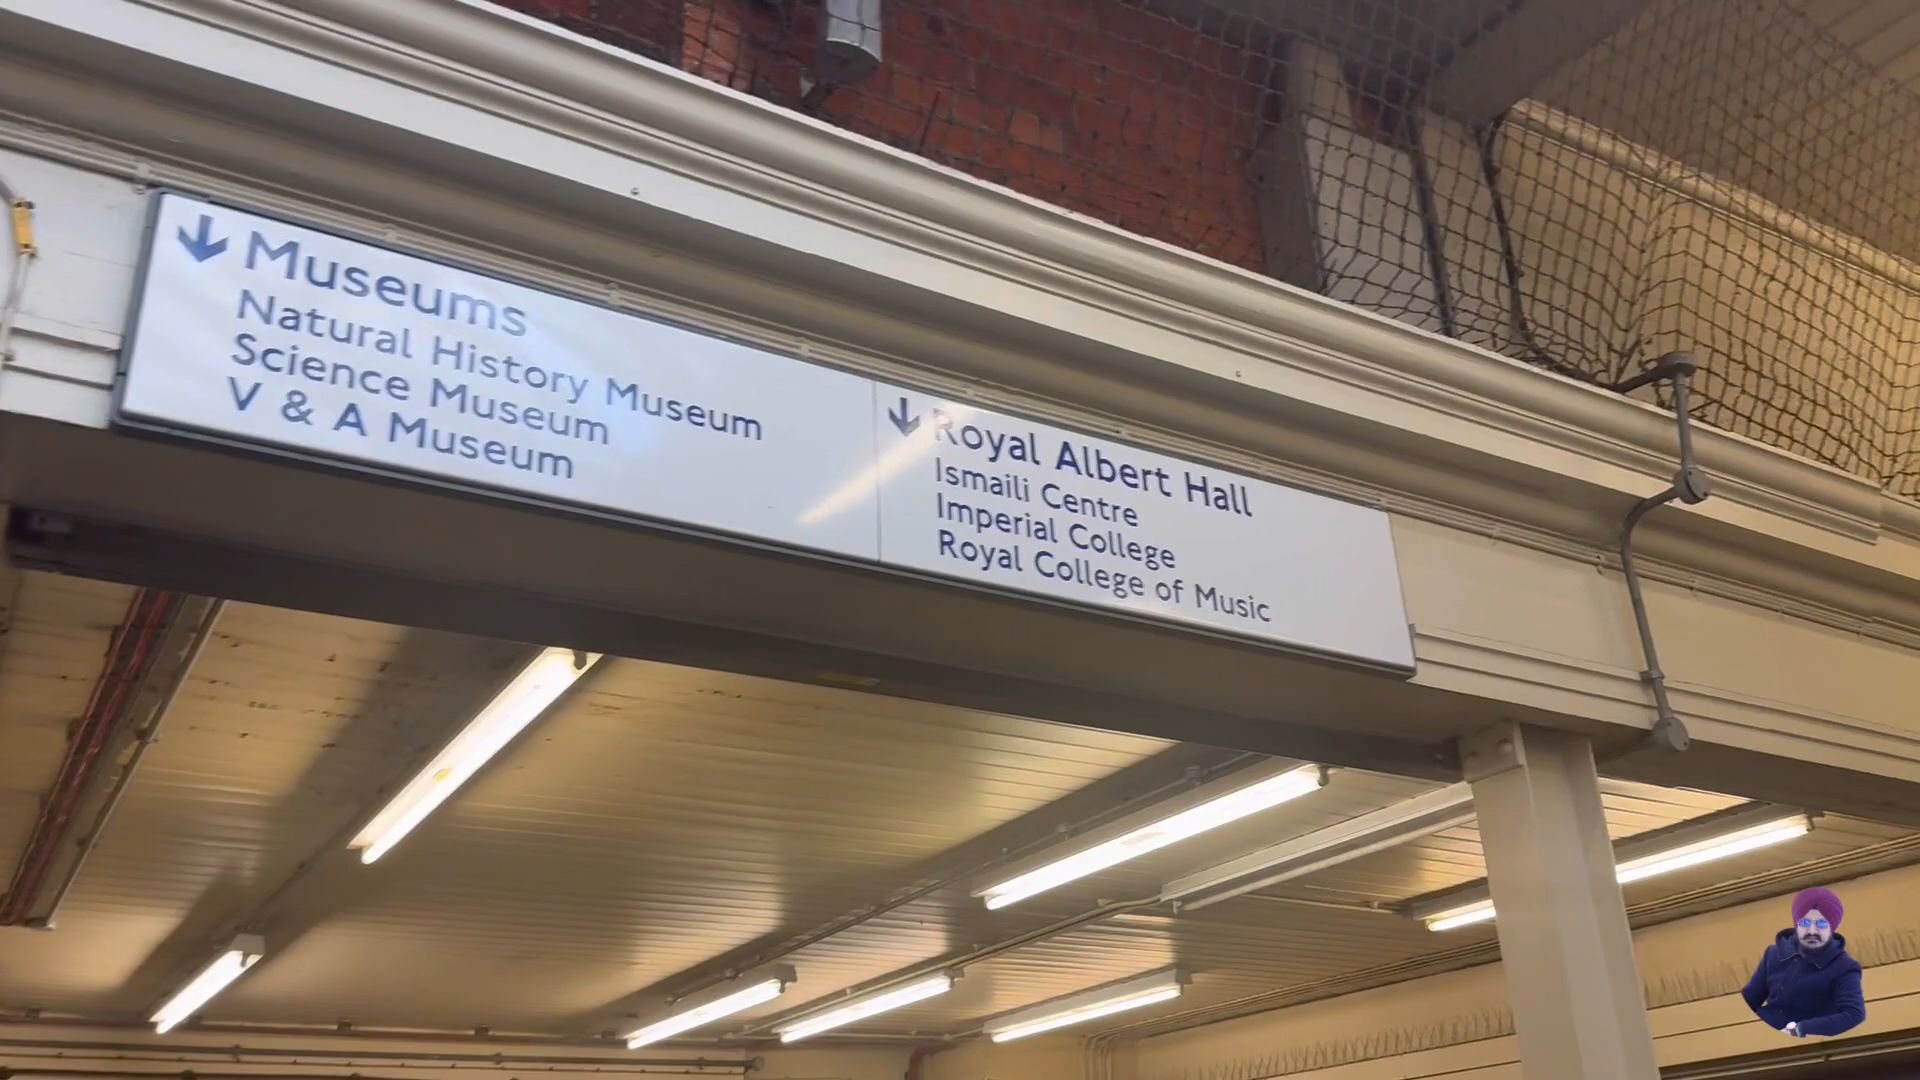 Museums
Natural History Museum
Science Museum
V & A Museum
Royal Albert Hall
Ismaili Centre
Imperial College
Royal College of Music